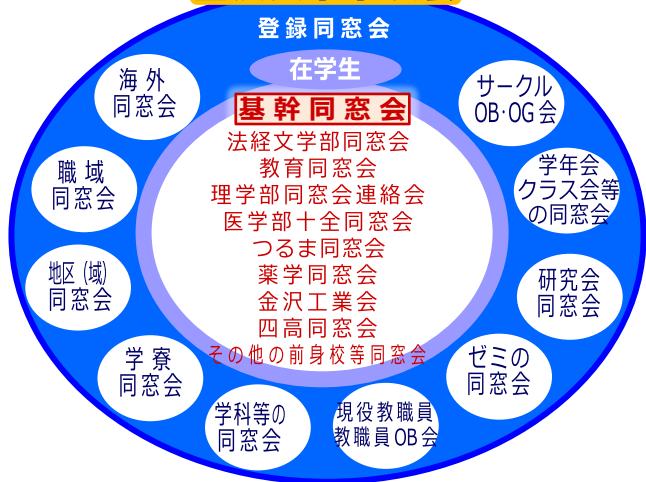 登録同窓会
在学生
基幹同窓会
法経文学部同窓会
教育同窓会
理学部同窓会連絡会
医学部十全同窓会
つるま同窓会
薬学同窓会
金沢工業会
四高同窓会
その他の前身校等同窓会
海外
同窓会
職域
同窓会
地区(域)
同窓会
学寮
同窓会
学科等の
同窓会
現役教職員
教職員OB会
ゼミの
同窓会
研究会
同窓会
学年会
クラス会等
の同窓会
サークル
OB・OG会